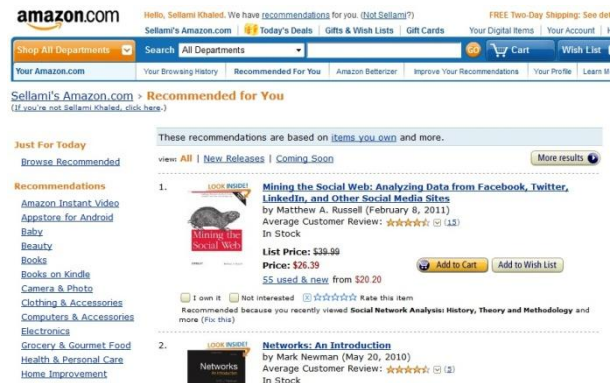 amazon.com
Hello, Sellami Khaled. We have recommendations for you. (Not Sellami?)
FREE Two-Day Shipping: See de
Sellami's Amazon.com | Today's Deals | Gifts & Wish Lists | Gift Cards
Your Digital Items | Your Account |
Shop All Departments
Search All Departments
GO
Cart
Wish List
Your Amazon.com
Your Browsing History
Recommended For You
Amazon Betterizer
Improve Your Recommendations
Your Profile
Learn M
Sellami's Amazon.com › Recommended for You
(If you're not Sellami Khaled, click here.)
Just For Today
Browse Recommended
Recommendations
Amazon Instant Video
Appstore for Android
Baby
Beauty
Books
Books on Kindle
Camera & Photo
Clothing & Accessories
Computers & Accessories
Electronics
Grocery & Gourmet Food
Health & Personal Care
Home Improvement
These recommendations are based on items you own and more.
view: All | New Releases | Coming Soon
More results
1.
LOOK INSIDE!
Mining the Social Web
Mining the Social Web: Analyzing Data from Facebook, Twitter,
LinkedIn, and Other Social Media Sites
by Matthew A. Russell (February 8, 2011)
Average Customer Review: (15)
In Stock
List Price: $39.99
Price: $26.39
55 used & new from $20.20
Add to Cart
Add to Wish List
I own it
Not interested
Rate this item
Recommended because you recently viewed Social Network Analysis: History, Theory and Methodology and
more (Fix this)
2.
LOOK INSIDE!
Networks
Networks: An Introduction
by Mark Newman (May 20, 2010)
Average Customer Review: (5)
In Stock